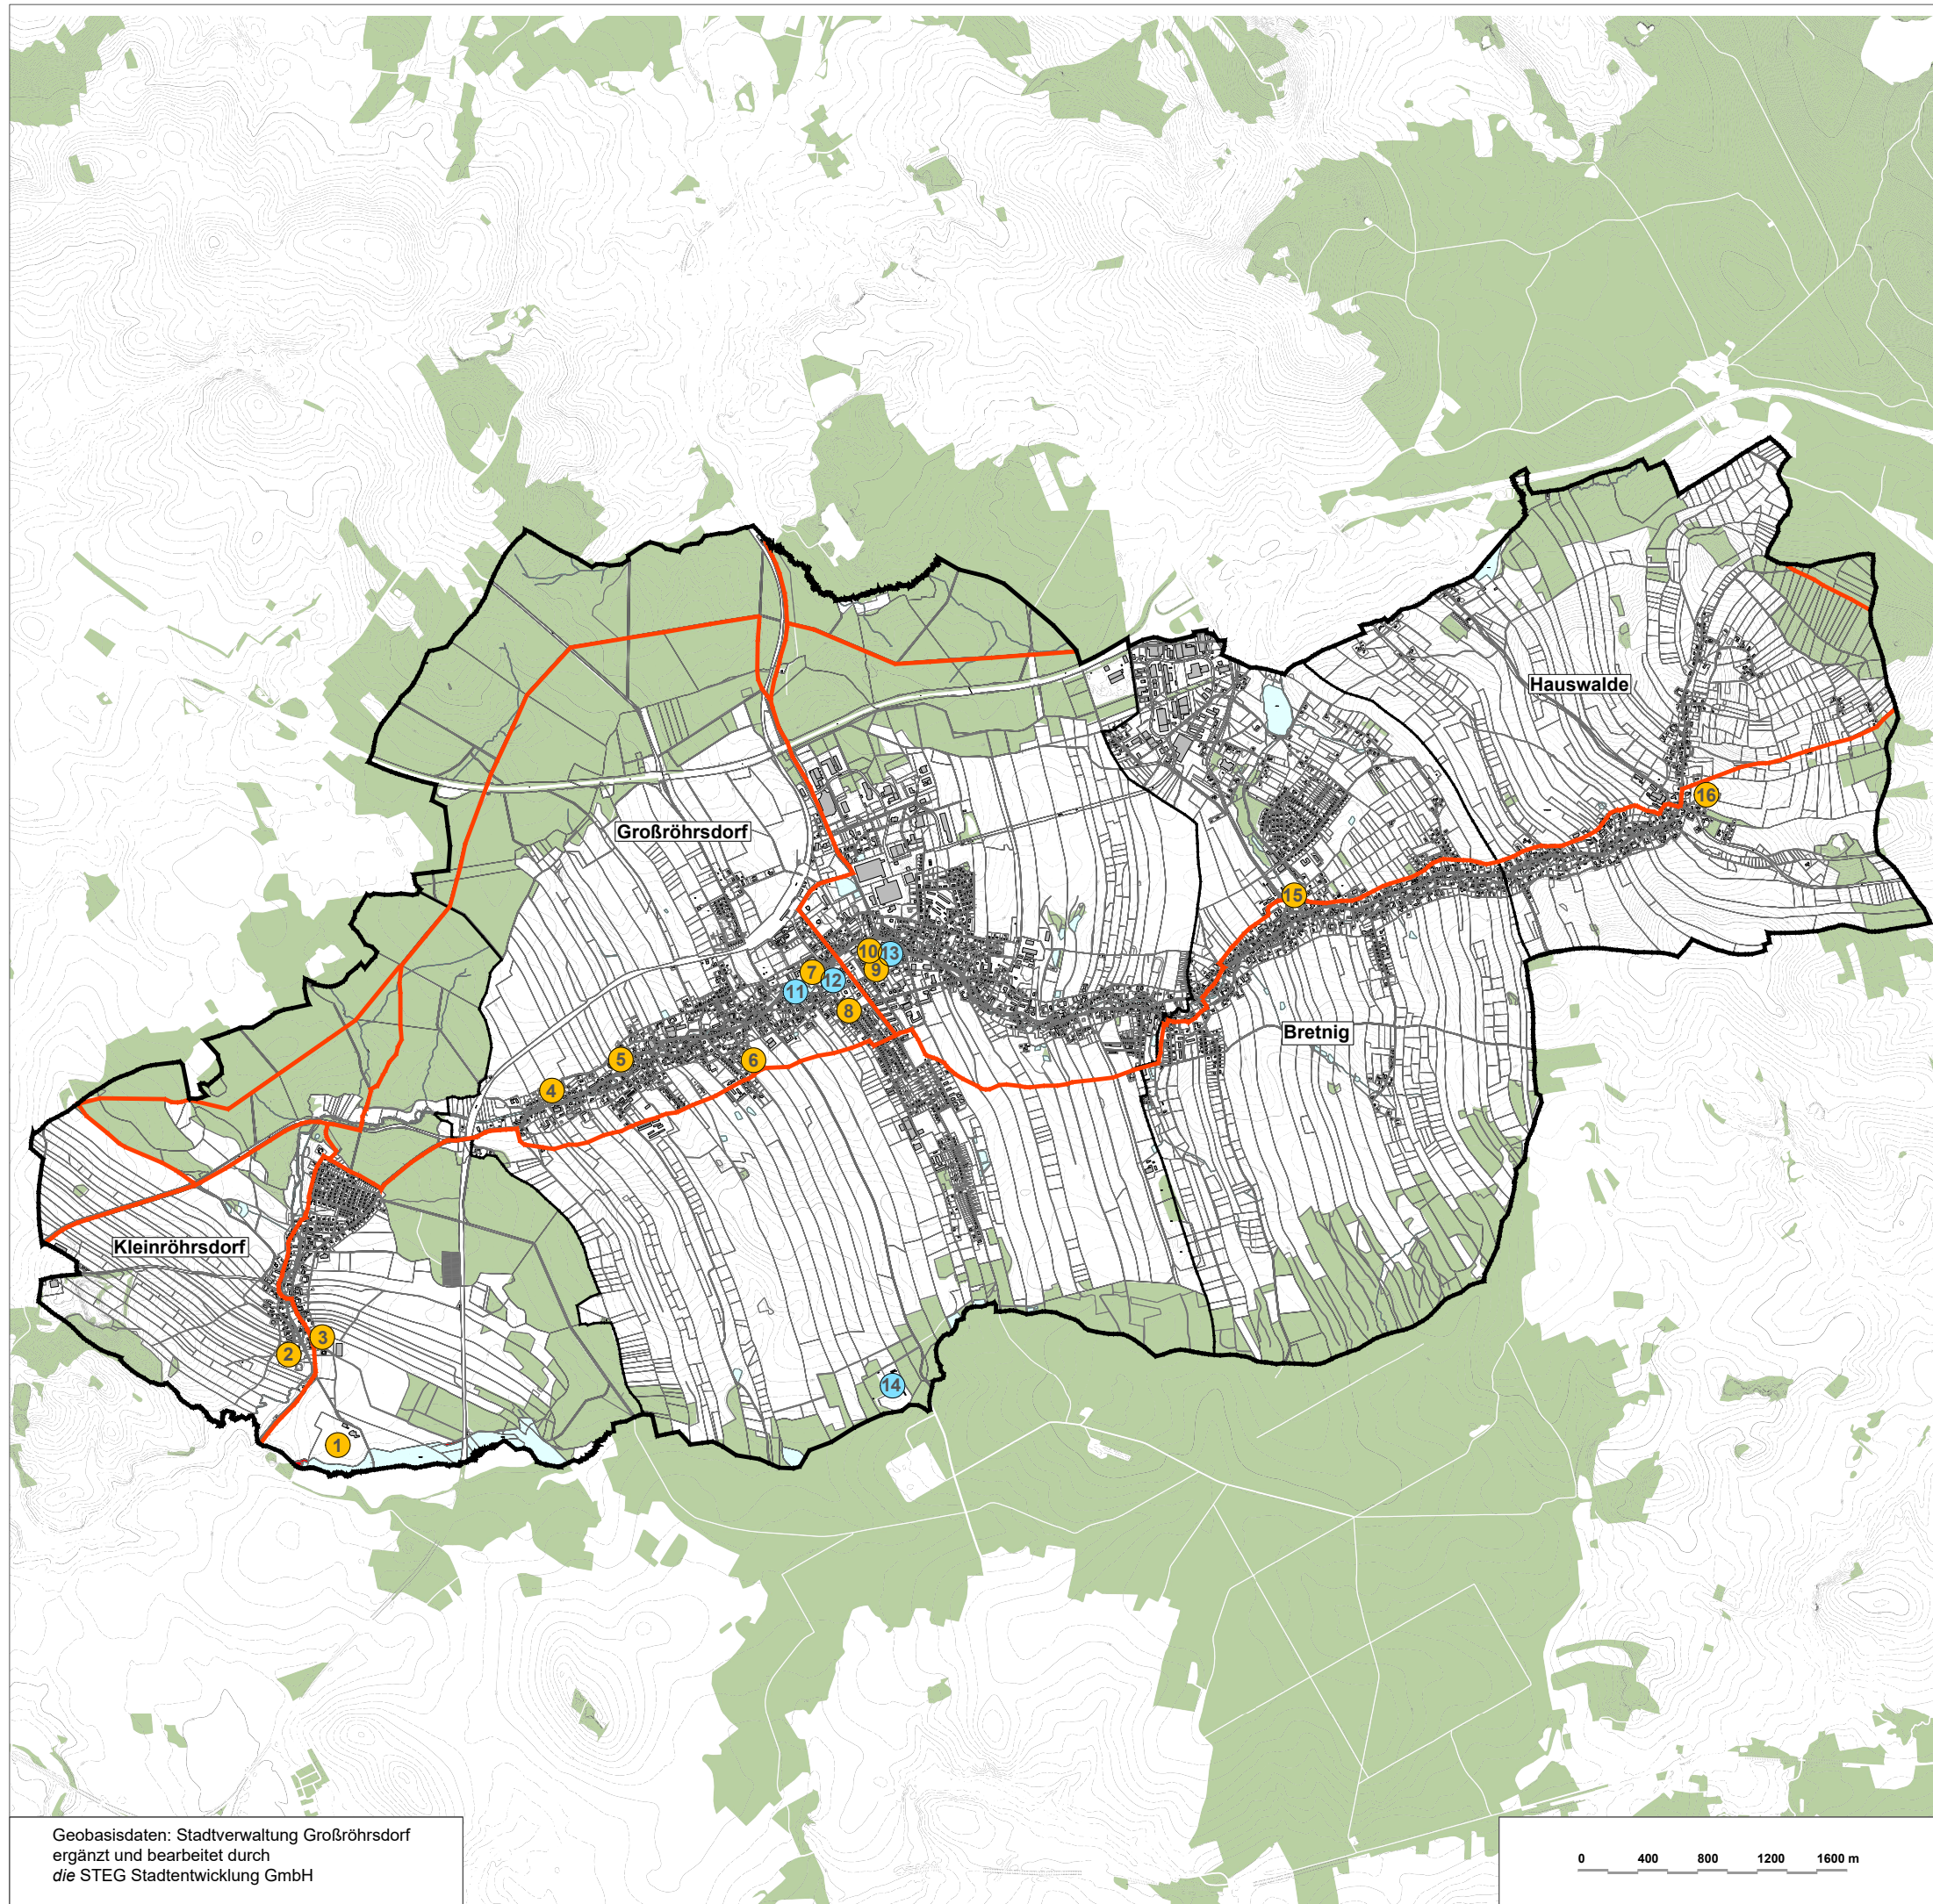 Hauswalde
16
Großröhrsdorf
15
10
13
9
7
12
11
8
Bretnig
5
6
4
Kleinröhrsdorf
3
2
14
1
Geobasisdaten: Stadtverwaltung Großröhrsdorf
ergänzt und bearbeitet durch
die STEG Stadtentwicklung GmbH
0 400 800 1200 1600 m